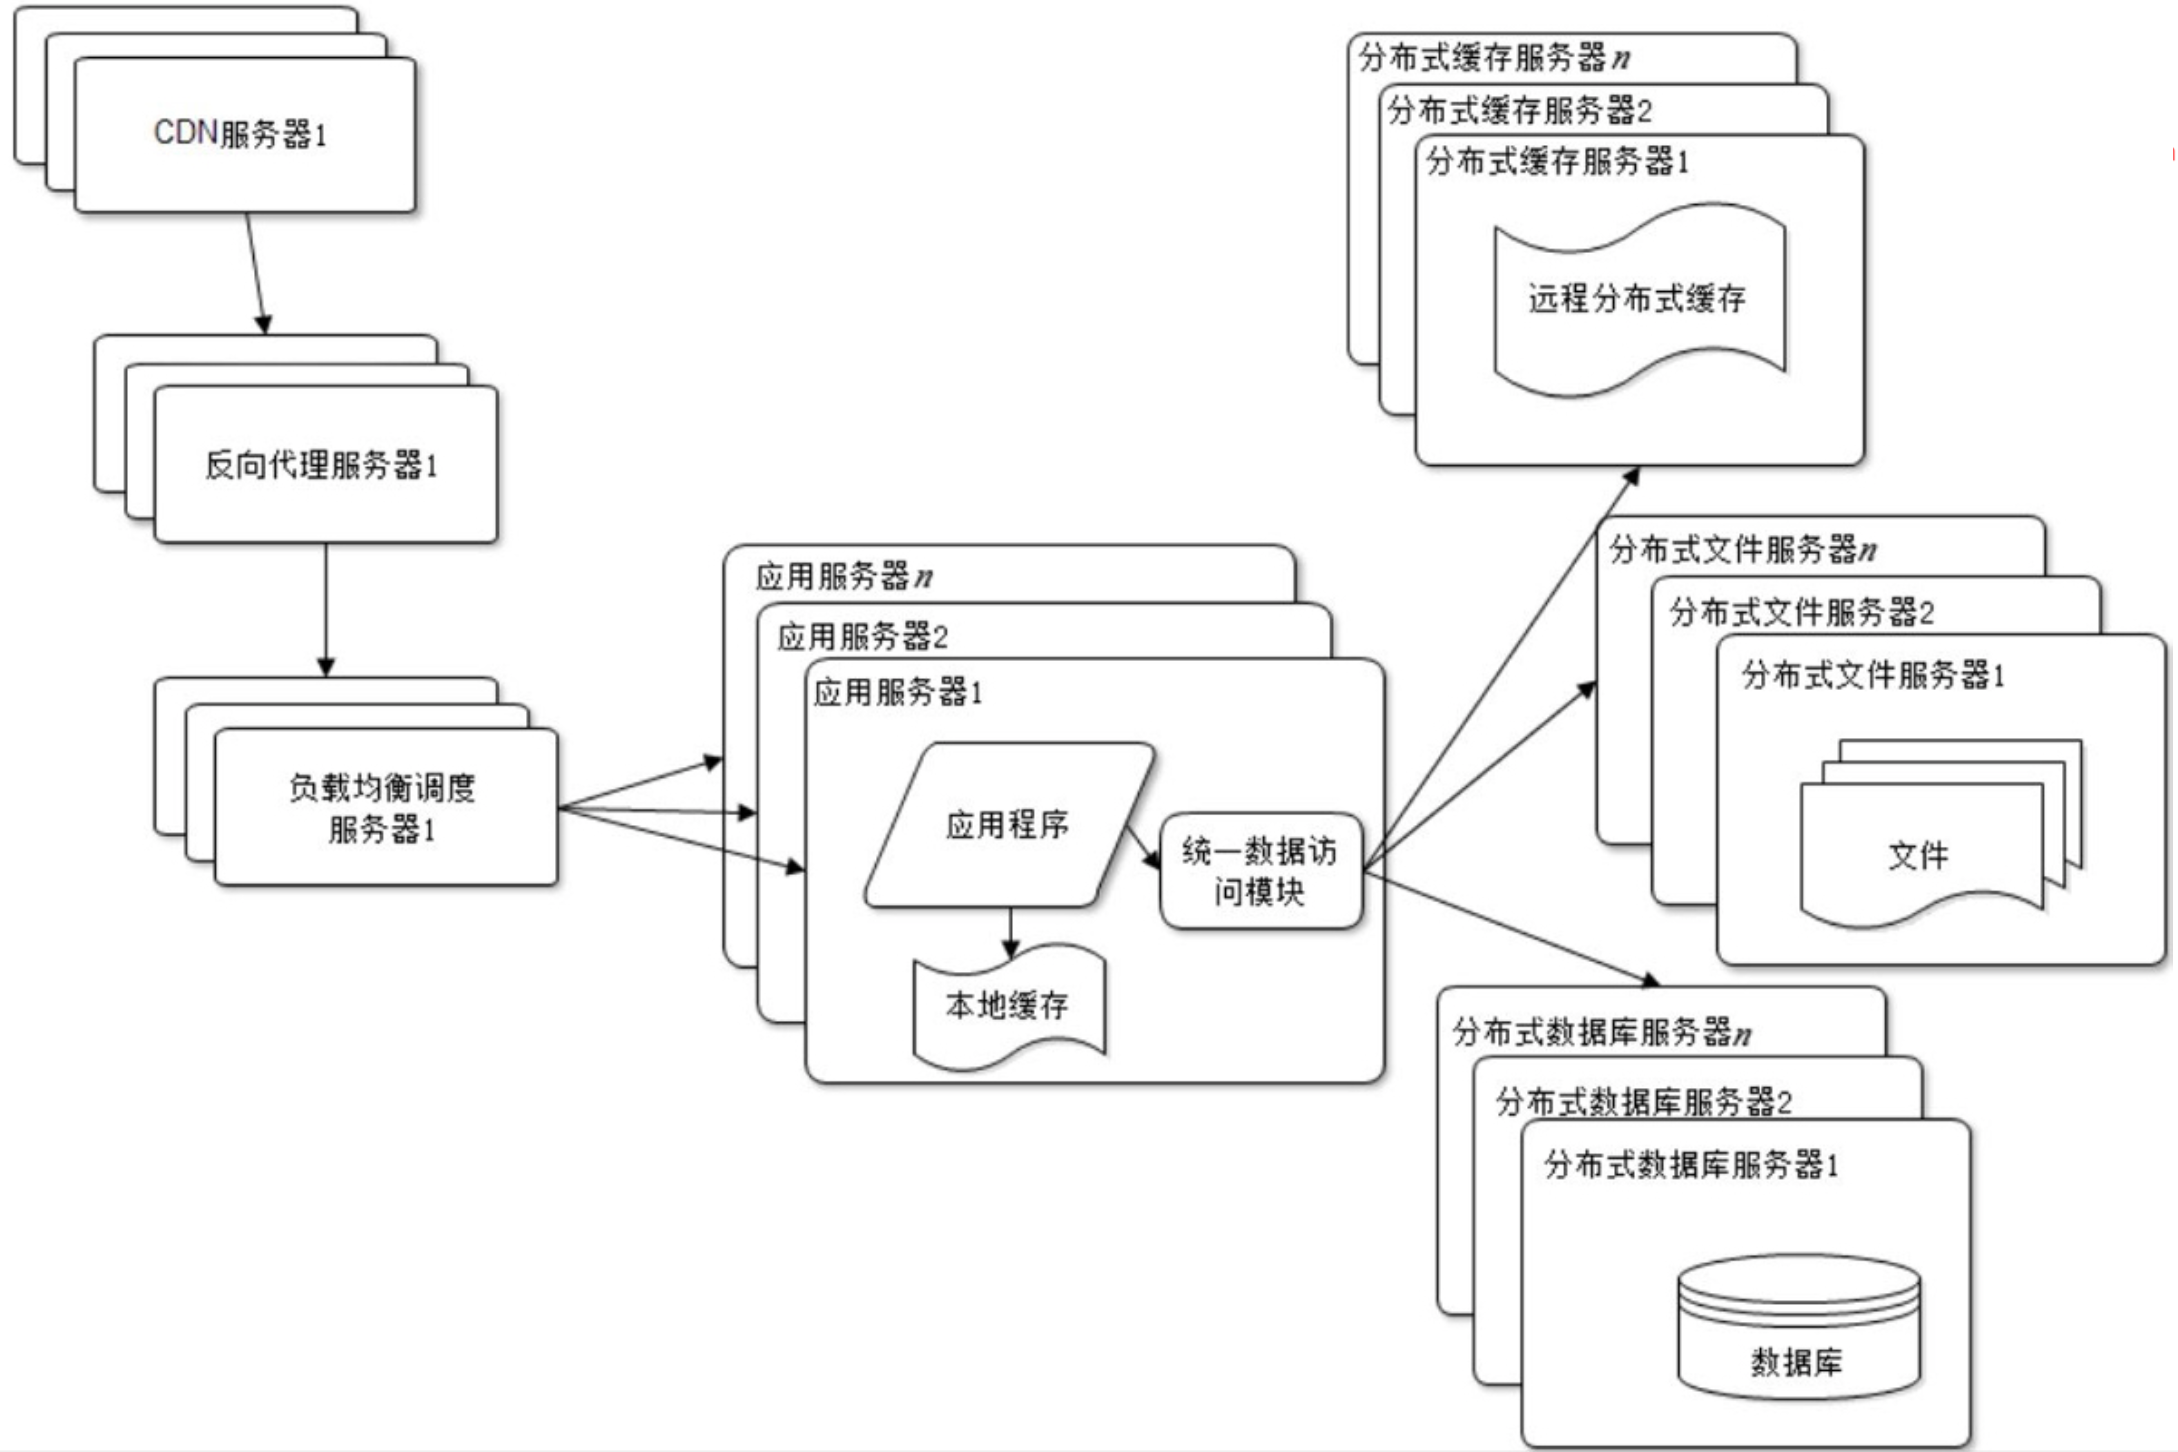 CDN服务器1
反向代理服务器1
负载均衡调度
服务器1
应用服务器n
应用服务器2
应用服务器1
应用程序
统一数据访
问模块
本地缓存
分布式缓存服务器n
分布式缓存服务器2
分布式缓存服务器1
远程分布式缓存
分布式文件服务器n
分布式文件服务器2
分布式文件服务器1
文件
分布式数据库服务器n
分布式数据库服务器2
分布式数据库服务器1
数据库